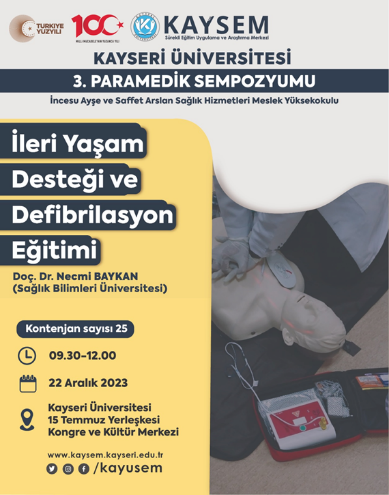 TÜRKİYE
YÜZYILI
100
KAYSEM
Sürekli Eğitim Uygulama ve Araştırma Merkezi
KAYSERİ ÜNİVERSİTESİ
3. PARAMEDİK SEMPOZYUMU
İncesu Ayşe ve Saffet Arslan Sağlık Hizmetleri Meslek Yüksekokulu
İleri Yaşam
Desteği ve
Defibrilasyon
Eğitimi
Doç. Dr. Necmi BAYKAN
(Sağlık Bilimleri Üniversitesi)
Kontenjan sayısı 25
09.30-12.00
22 Aralık 2023
Kayseri Üniversitesi
15 Temmuz Yerleşkesi
Kongre ve Kültür Merkezi
www.kaysem.kayseri.edu.tr
/kayusem